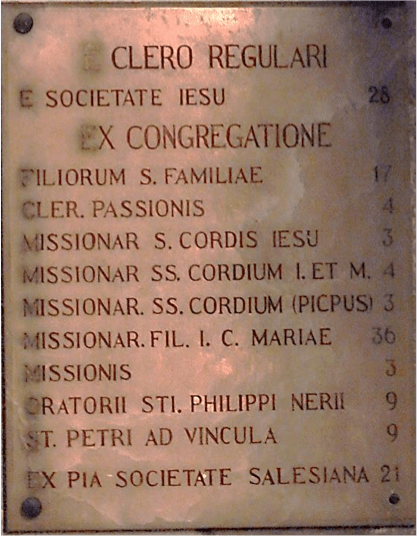 E CLERO REGULARI
E SOCIETATE IESU 28
EX CONGREGATIONE
FILIORUM S. FAMILIAE 17
CLER. PASSIONIS 4
MISSIONAR S. CORDIS IESU 3
MISSIONAR SS. CORDIUM I. ET M. 4
MISSIONAR. SS. CORDIUM (PICPUS) 3
MISSIONAR. FIL. I. C. MARIAE 36
MISSIONIS 3
ORATORII STI. PHILIPPI NERII 9
ST. PETRI AD VINCULA 9
EX PIA SOCIETATE SALESIANA 21